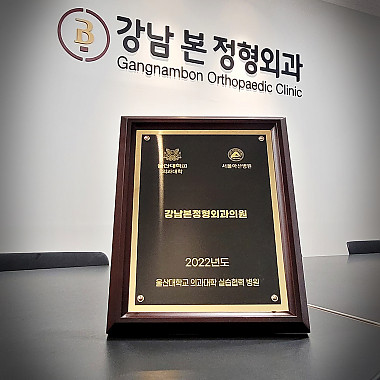 강남본정형외과
Gangnambon Orthopaedic Clinic
울산대학교 서울아산병원
의과대학
강남본정형외과의원
2022년도
울산대학교 의과대학 실습협력 병원